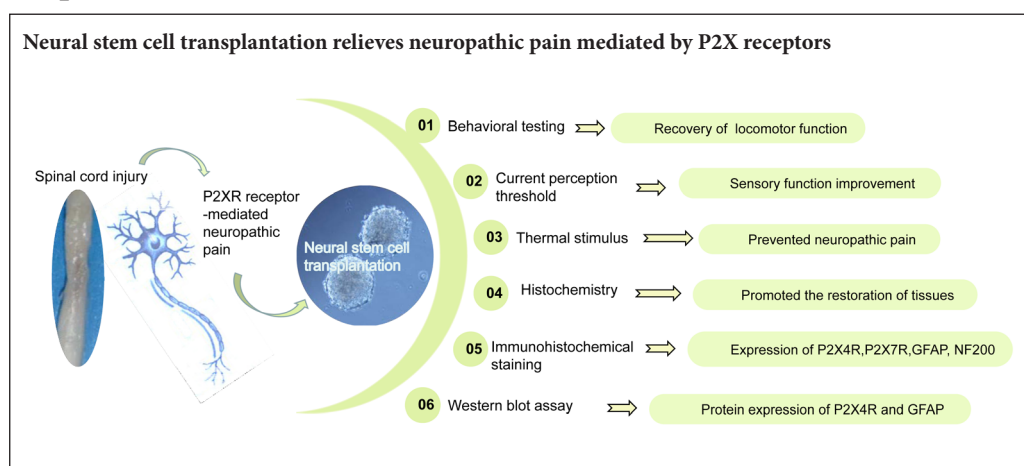 Neural stem cell transplantation relieves neuropathic pain mediated by P2X receptors
Spinal cord injury
P2XR receptor
-mediated
neuropathic
pain
Neural stem cell
transplantation
01 Behavioral testing Recovery of locomotor function
02 Current perception
threshold Sensory function improvement
03 Thermal stimulus Prevented neuropathic pain
04 Histochemistry Promoted the restoration of tissues
05 Immunohistochemical
staining Expression of P2X4R,P2X7R,GFAP, NF200
06 Western blot assay Protein expression of P2X4R and GFAP